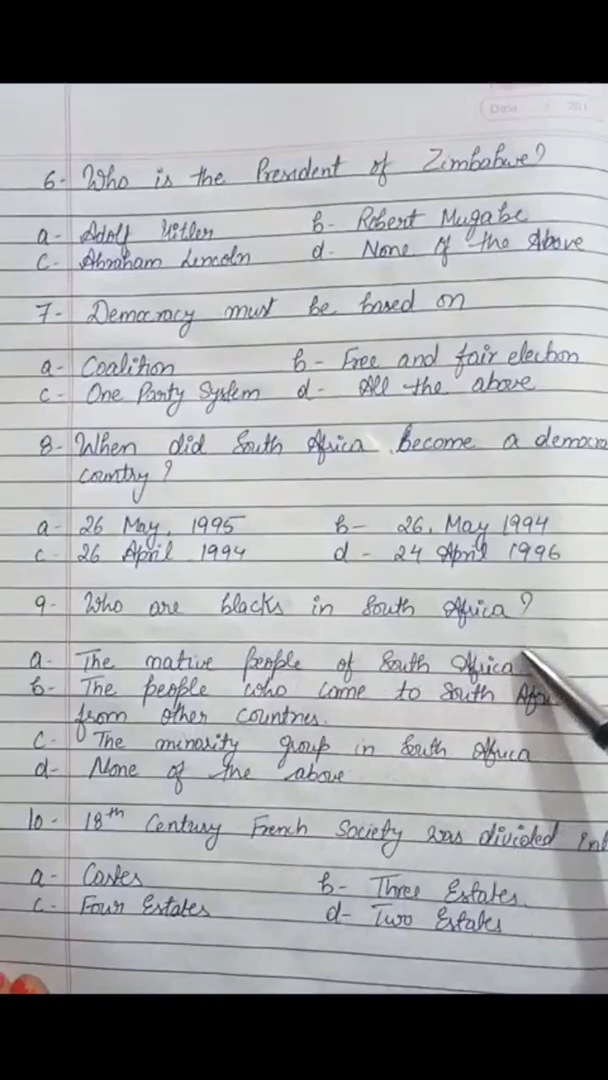 Date 201
6- Who is the President of Zimbabwe?
a- Adolf Hitler b- Robert Mugabe
c- Abraham Lincoln d- None of the Above
7- Democracy must be based on
a- Coalition b- Free and fair election
c- One Party System d- All the above
8- When did South Africa become a democra
country?
a- 26 May, 1995 b- 26, May 1994
c- 26 April 1994 d- 24 April 1996
9- Who are blacks in South Africa?
a- The native people of South Africa
b- The people who come to South Afri
from other countries.
c- The minority group in South Africa
d- None of the above
10- 18th Century French Society was divided int
a- Castes b- Three Estates.
c- Four Estates d- Two Estates